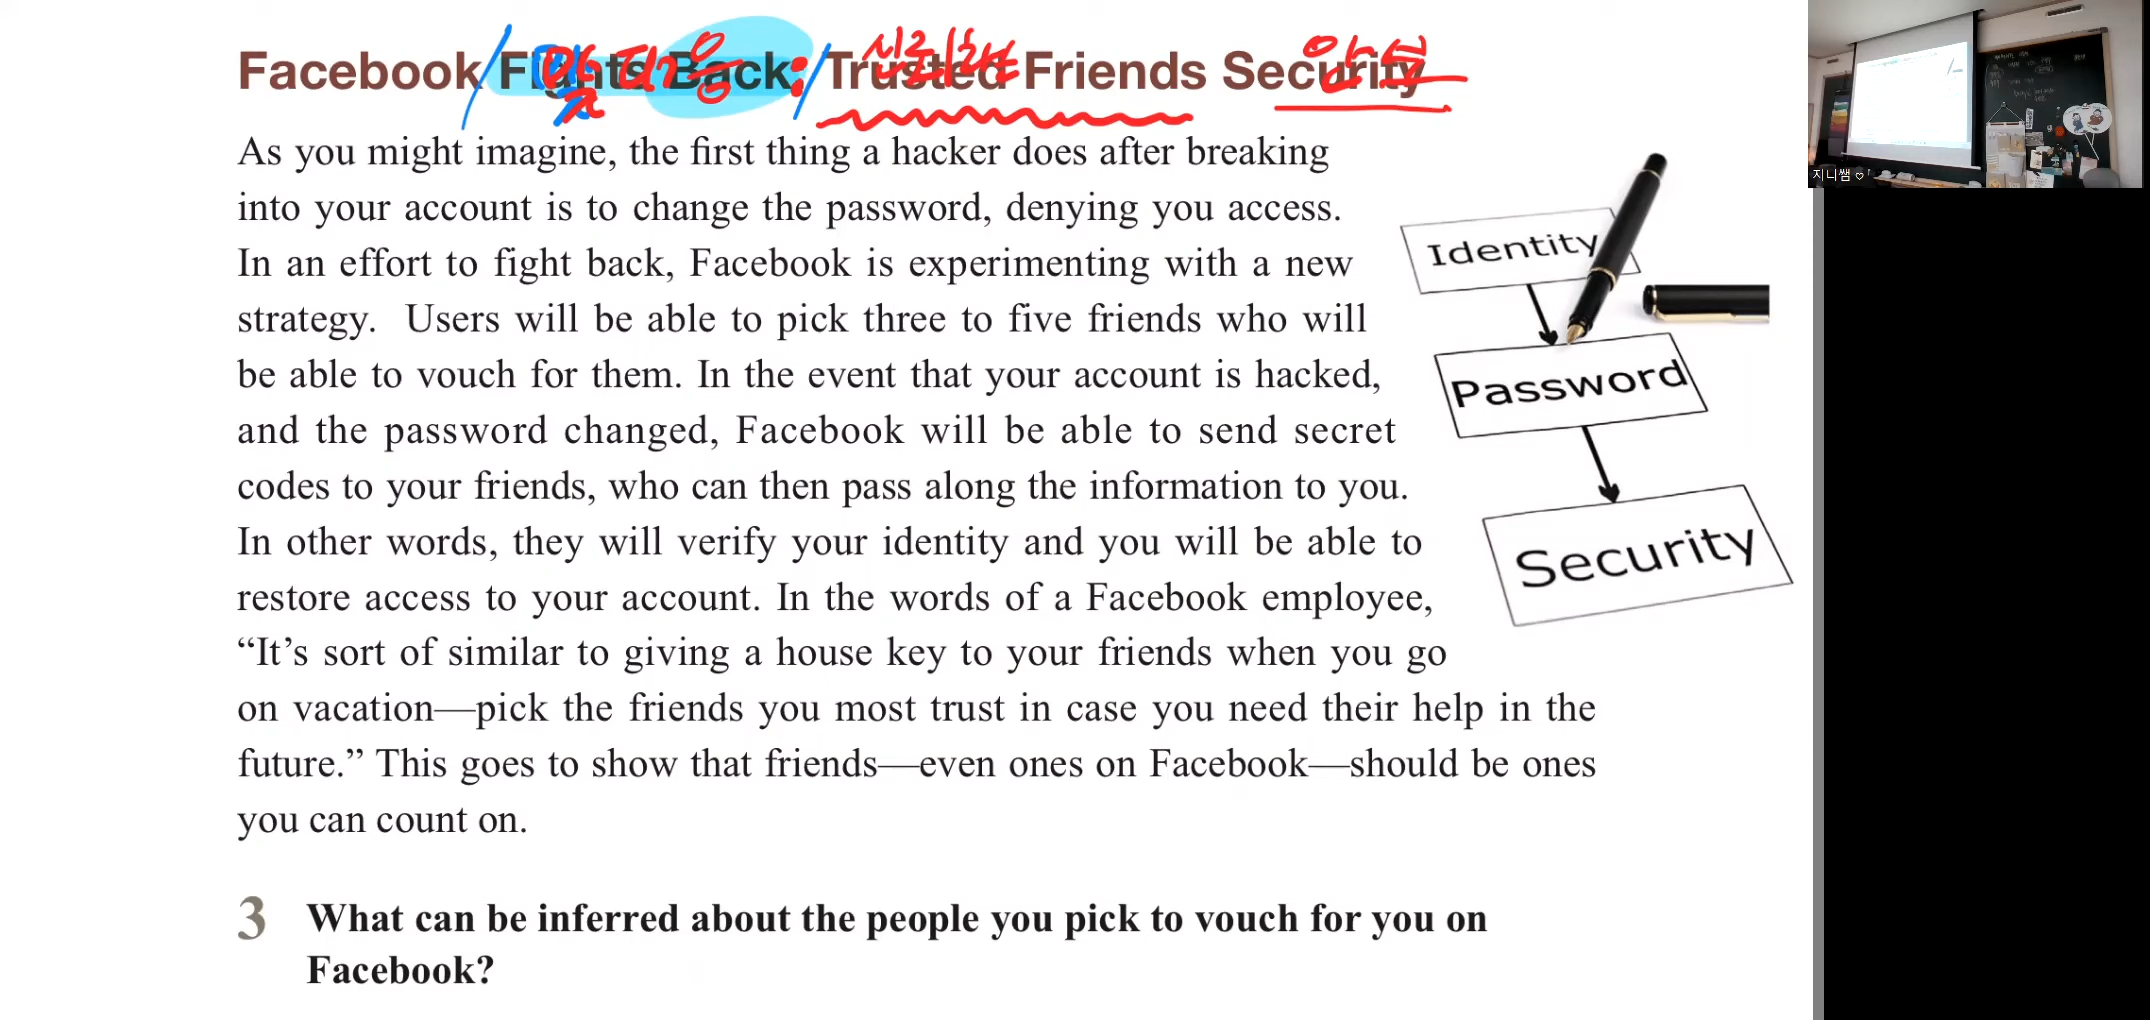 Facebook Fights Back: Trusted Friends Security
As you might imagine, the first thing a hacker does after breaking
into your account is to change the password, denying you access.
In an effort to fight back, Facebook is experimenting with a new
strategy. Users will be able to pick three to five friends who will
be able to vouch for them. In the event that your account is hacked,
and the password changed, Facebook will be able to send secret
codes to your friends, who can then pass along the information to you.
In other words, they will verify your identity and you will be able to
restore access to your account. In the words of a Facebook employee,
“It’s sort of similar to giving a house key to your friends when you go
on vacation—pick the friends you most trust in case you need their help in the
future.” This goes to show that friends—even ones on Facebook—should be ones
you can count on.
Identity
Password
Security
3 What can be inferred about the people you pick to vouch for you on
Facebook?
지니쌤